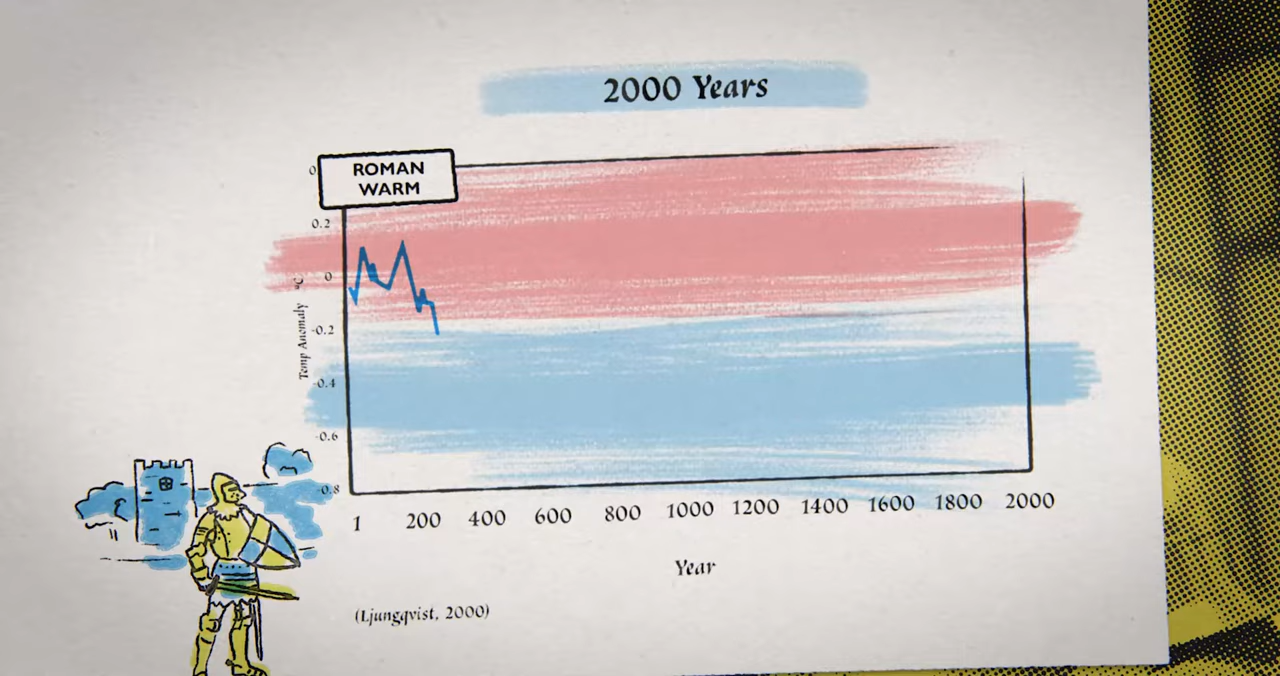 2000 Years
ROMAN
WARM
0.2
0
-0.2
-0.4
-0.6
-0.8
Temp Anomaly °C
1 200 400 600 800 1000 1200 1400 1600 1800 2000
Year
(Ljungqvist, 2000)